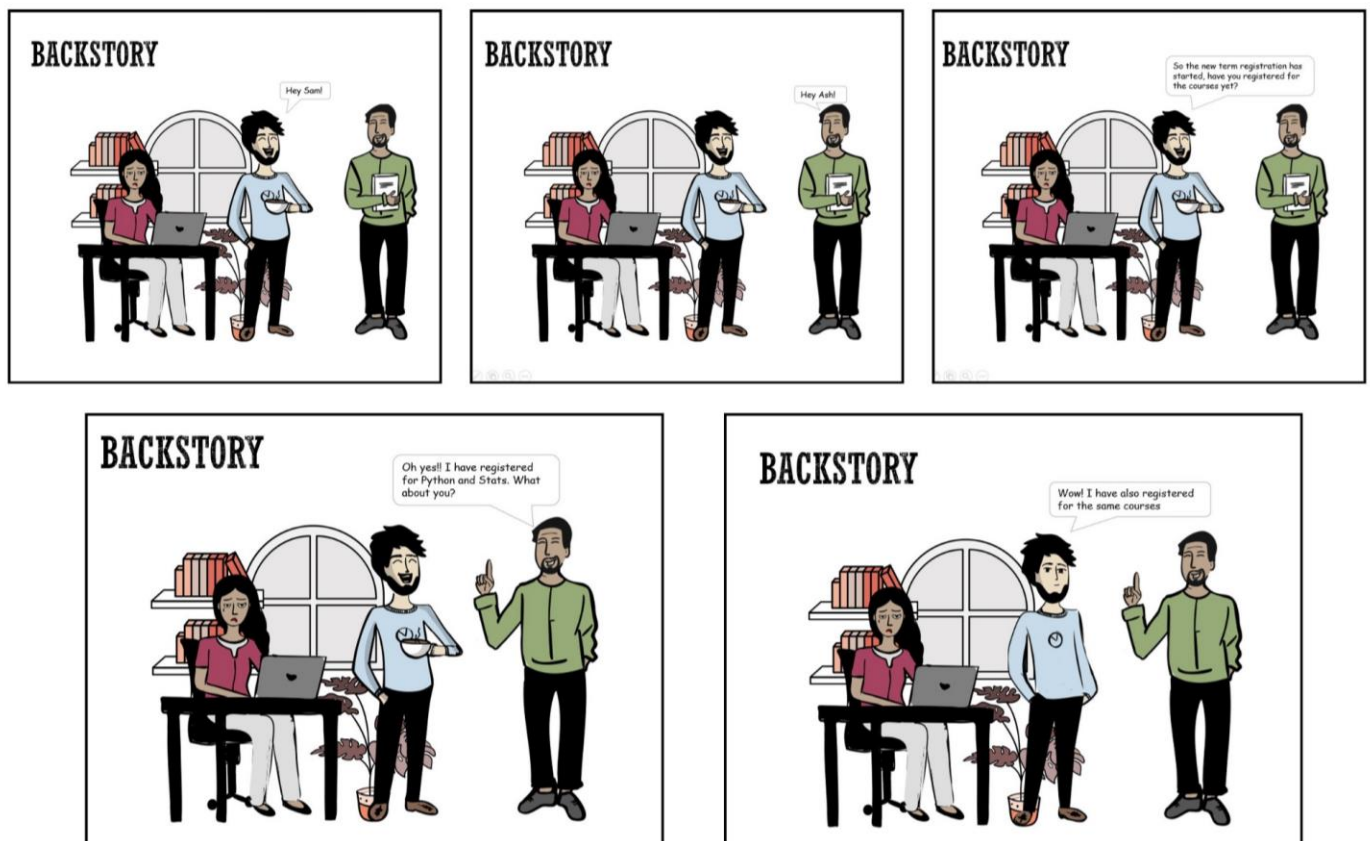 BACKSTORY
Hey Sam!
BACKSTORY
Hey Ash!
BACKSTORY
So the new term registration has
started, have you registered for
the courses yet?
BACKSTORY
Oh yes!! I have registered
for Python and Stats. What
about you?
BACKSTORY
Wow! I have also registered
for the same courses